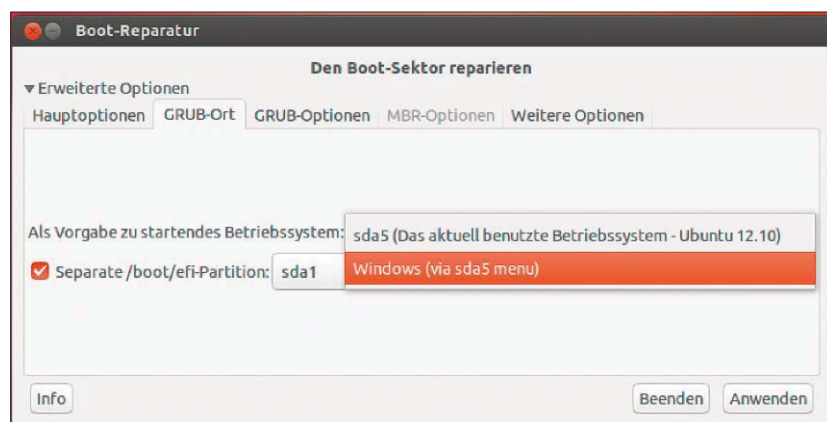 Boot-Reparatur
Den Boot-Sektor reparieren
Erweiterte Optionen
Hauptoptionen GRUB-Ort GRUB-Optionen MBR-Optionen Weitere Optionen
Als Vorgabe zu startendes Betriebssystem: sda5 (Das aktuell benutzte Betriebssystem - Ubuntu 12.10)
Separate /boot/efi-Partition: sda1 Windows (via sda5 menu)
Info Beenden Anwenden